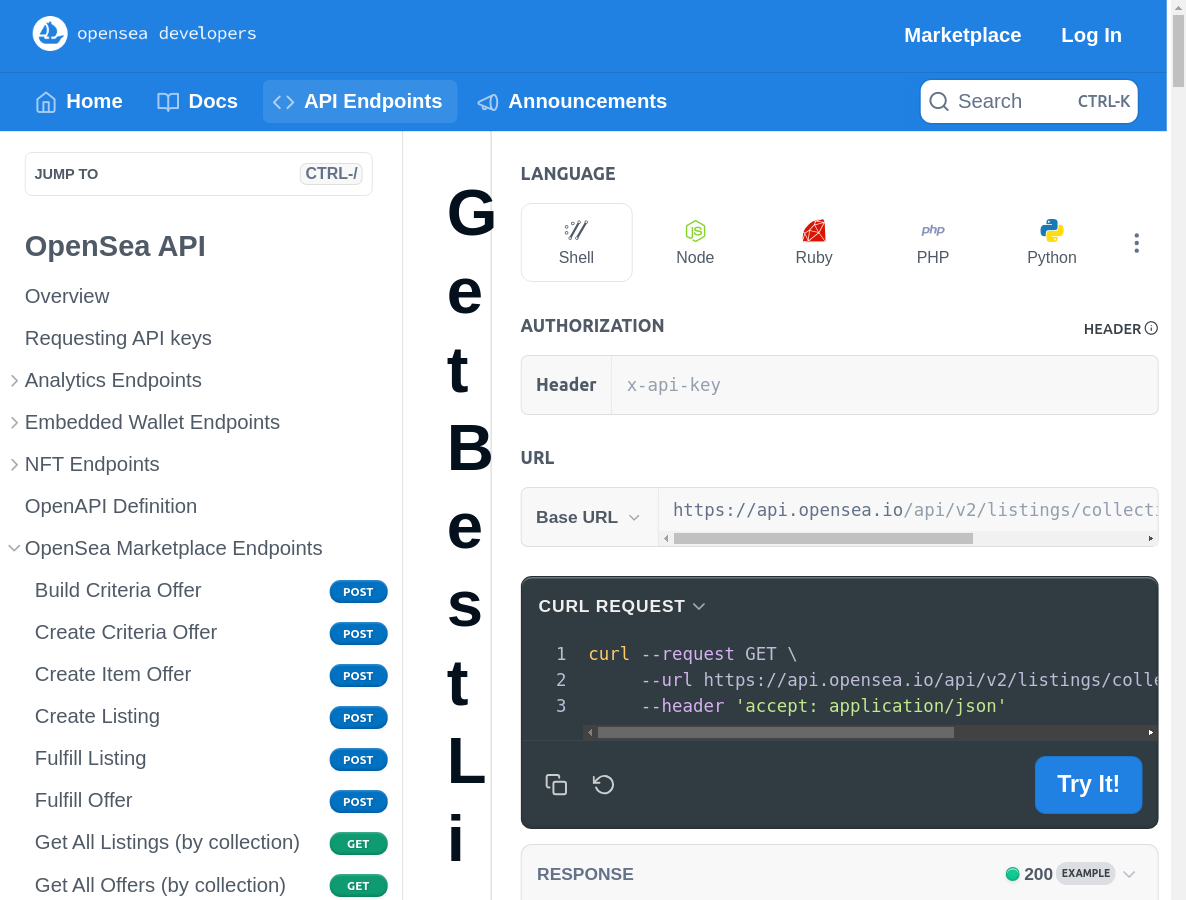 opensea developers
Marketplace
Log In
Home
Docs
API Endpoints
Announcements
Search
CTRL-K
JUMP TO
CTRL-/
OpenSea API
Overview
Requesting API keys
Analytics Endpoints
Embedded Wallet Endpoints
NFT Endpoints
OpenAPI Definition
OpenSea Marketplace Endpoints
Build Criteria Offer POST
Create Criteria Offer POST
Create Item Offer POST
Create Listing POST
Fulfill Listing POST
Fulfill Offer POST
Get All Listings (by collection) GET
Get All Offers (by collection) GET
G
e
t
B
e
s
t
L
i
LANGUAGE
Shell
Node
Ruby
PHP
Python
AUTHORIZATION
HEADER
Header
x-api-key
URL
Base URL
https://api.opensea.io/api/v2/listings/collecti
CURL REQUEST
1 curl --request GET \
2 --url https://api.opensea.io/api/v2/listings/colle
3 --header 'accept: application/json'
Try It!
RESPONSE
200 EXAMPLE